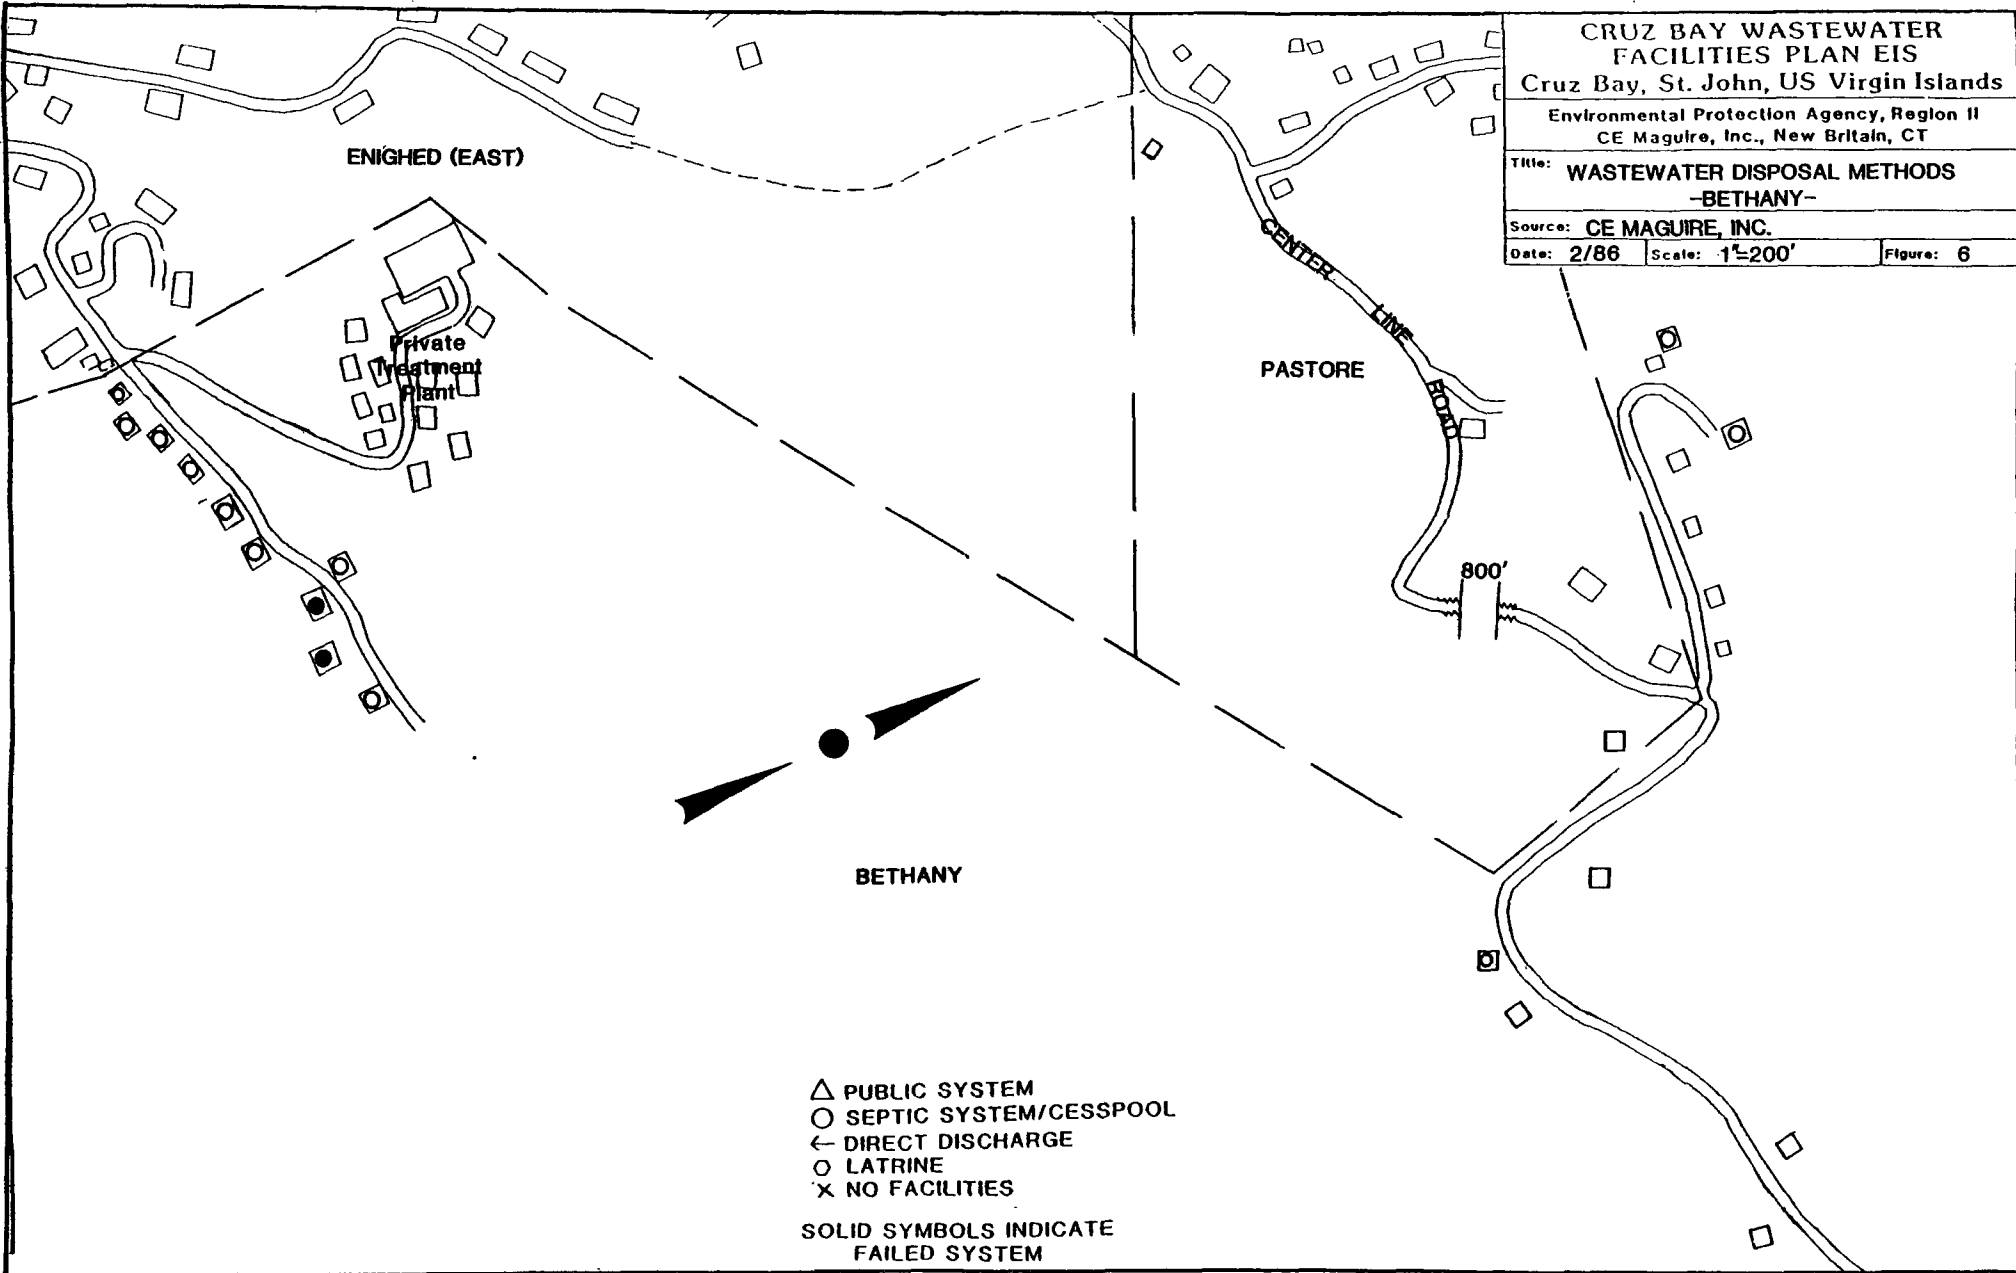 CRUZ BAY WASTEWATER
FACILITIES PLAN EIS
Cruz Bay, St. John, US Virgin Islands
Environmental Protection Agency, Region II
CE Maguire, Inc., New Britain, CT
Title: WASTEWATER DISPOSAL METHODS
-BETHANY-
Source: CE MAGUIRE, INC.
Date: 2/86 Scale: 1"=200' Figure: 6
ENIGHED (EAST)
CENTER LINE ROAD
Private
Treatment
Plant
PASTORE
800'
BETHANY
PUBLIC SYSTEM
SEPTIC SYSTEM/CESSPOOL
← DIRECT DISCHARGE
LATRINE
X NO FACILITIES
SOLID SYMBOLS INDICATE
FAILED SYSTEM